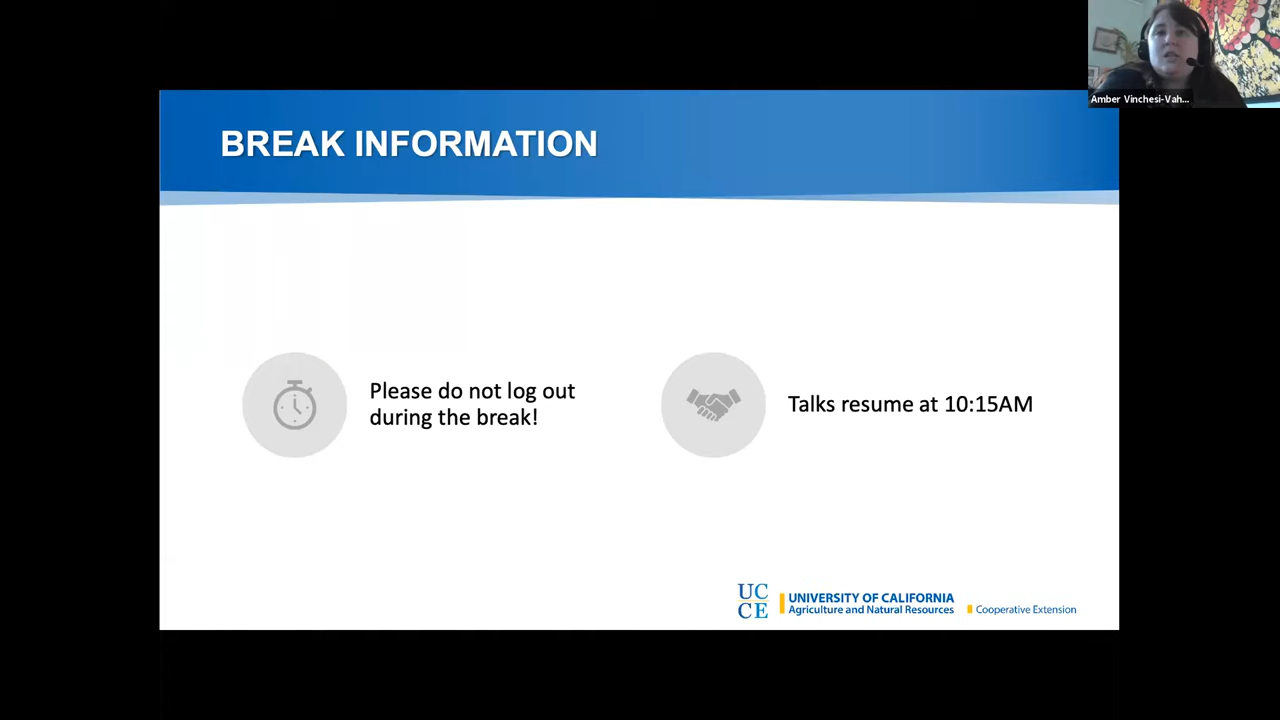 Amber Vinchesi-Vah...
BREAK INFORMATION
Please do not log out
during the break!
Talks resume at 10:15AM
UC
CE
UNIVERSITY OF CALIFORNIA
Agriculture and Natural Resources
Cooperative Extension